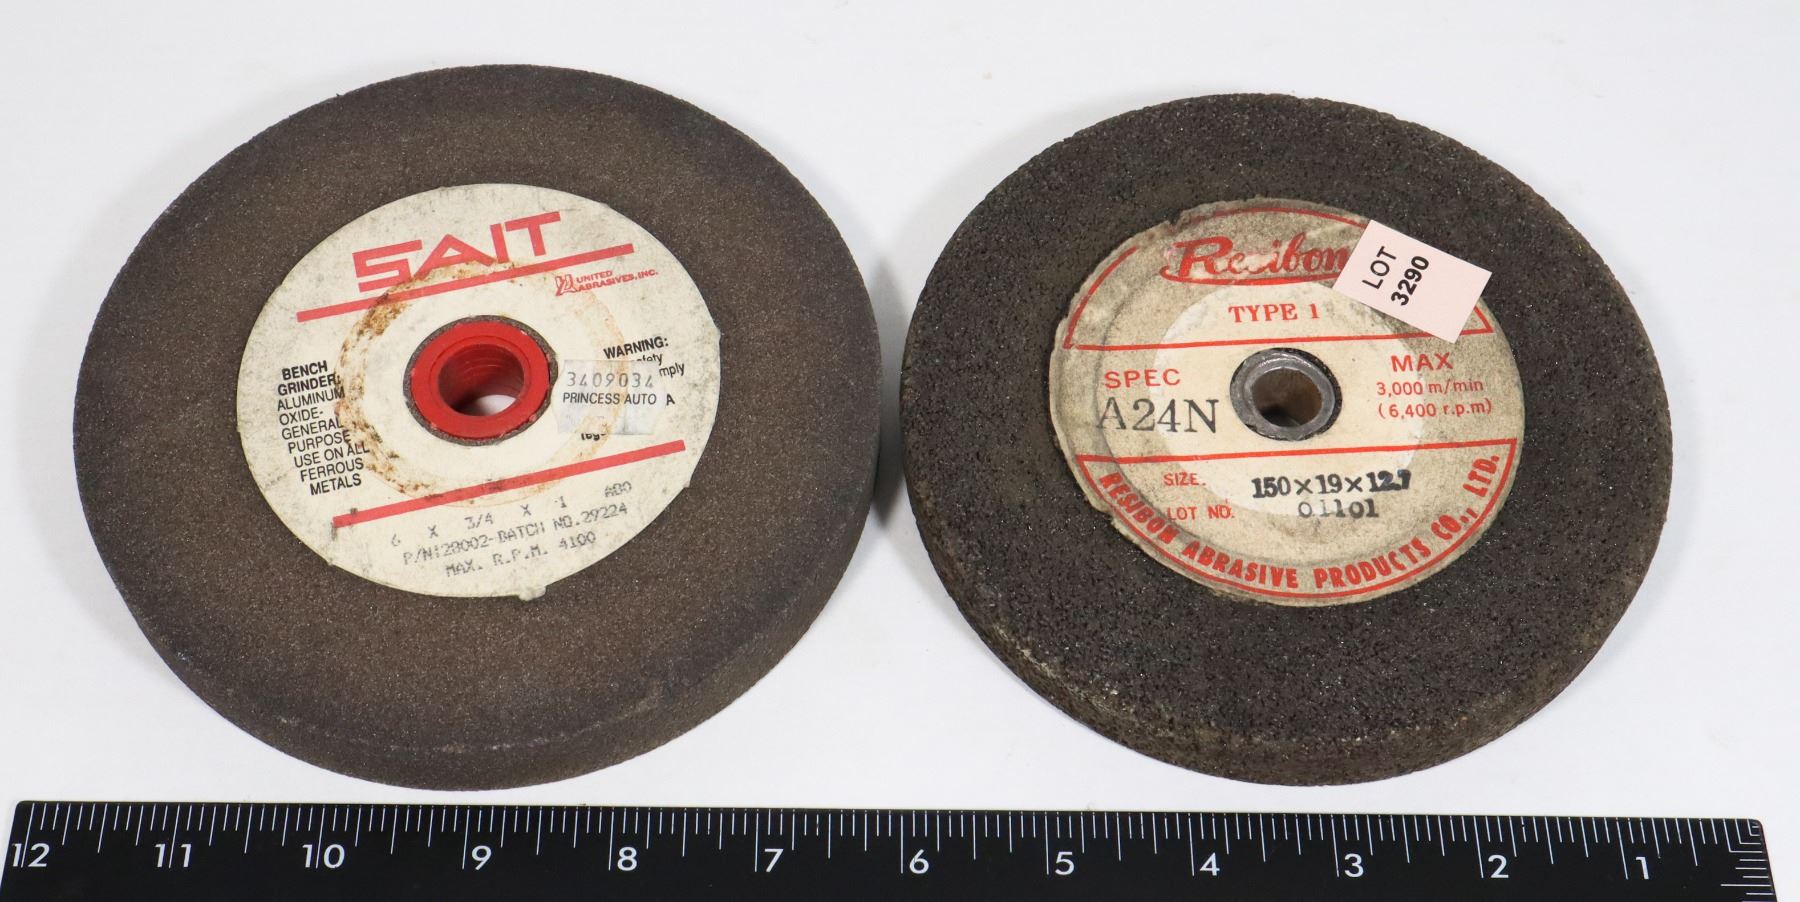 SAIT
UNITED
ABRASIVES, INC.
BENCH
GRINDER:
ALUMINUM
OXIDE-
GENERAL
PURPOSE
USE ON ALL
FERROUS
METALS
WARNING:
3409034
PRINCESS AUTO
A
6 X 3/4 X 1 A80
P/N:28002-BATCH NO.29224
MAX. R.P.M. 4100
Resibon
LOT
3290
TYPE 1
SPEC
A24N
MAX
3,000 m/min
(6,400 r.p.m)
SIZE. 150×19×12.7
LOT NO. 01101
RESIBON ABRASIVE PRODUCTS CO., LTD.
12 11 10 9 8 7 6 5 4 3 2 1